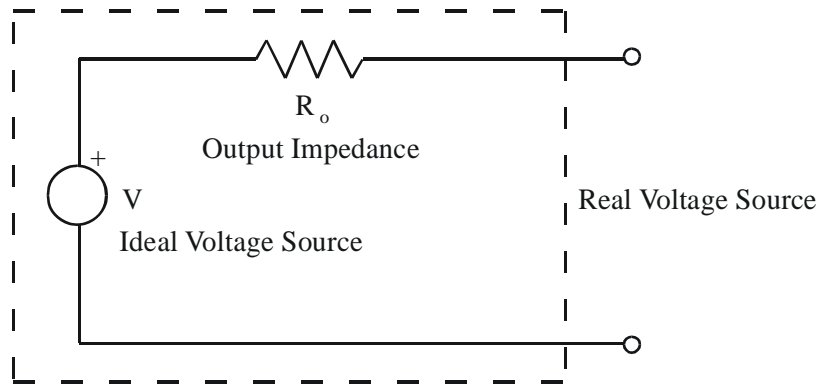 R o
Output Impedance
+
V
Real Voltage Source
Ideal Voltage Source